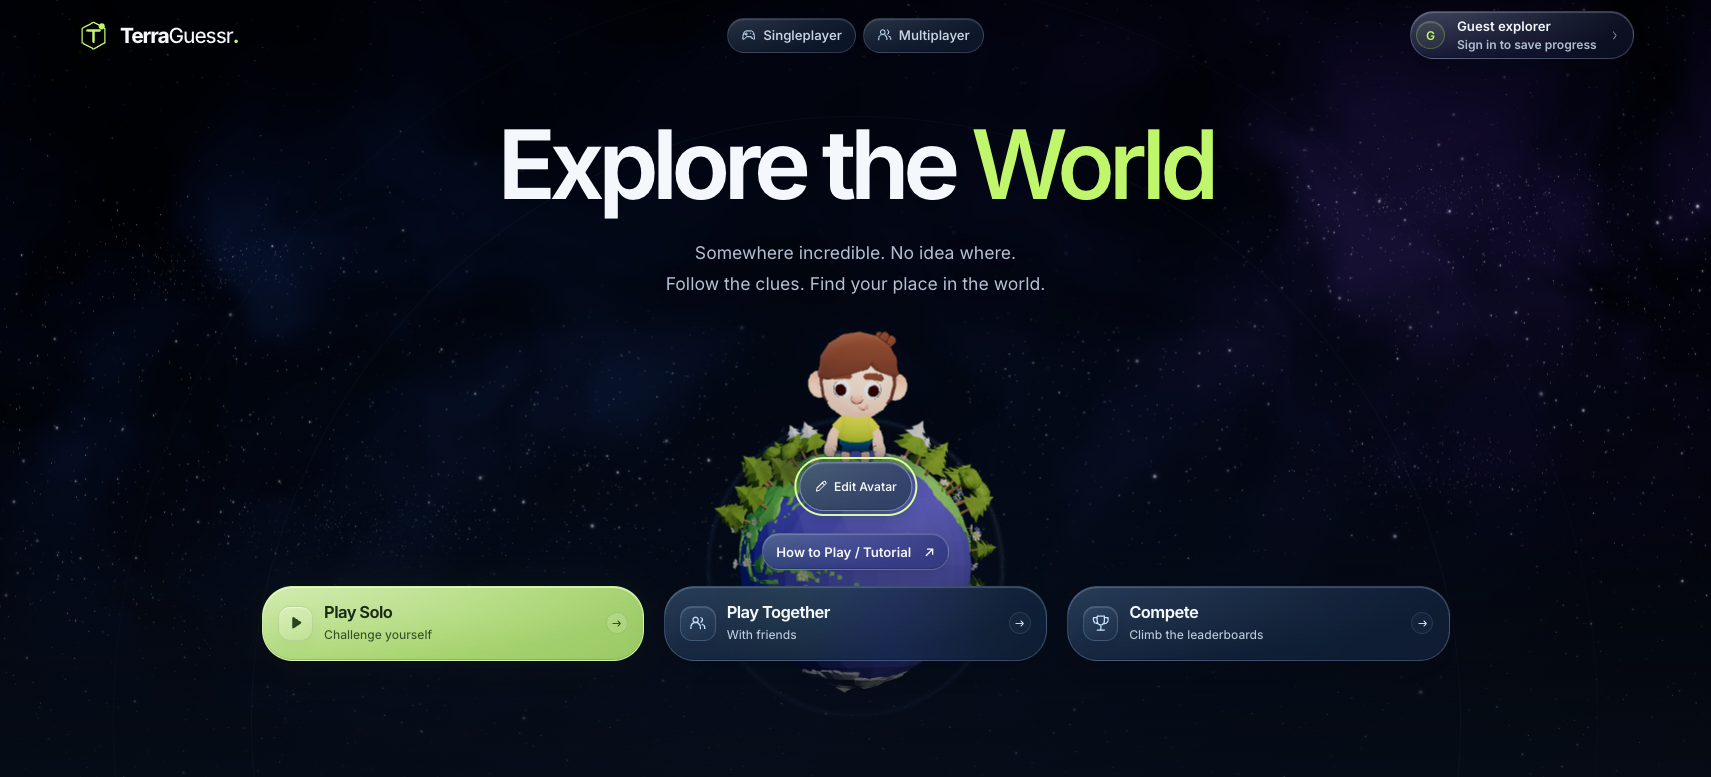 TerraGuessr.
Singleplayer
Multiplayer
G
Guest explorer
Sign in to save progress
Explore the World
Somewhere incredible. No idea where.
Follow the clues. Find your place in the world.
Edit Avatar
How to Play / Tutorial
Play Solo
Challenge yourself
Play Together
With friends
Compete
Climb the leaderboards